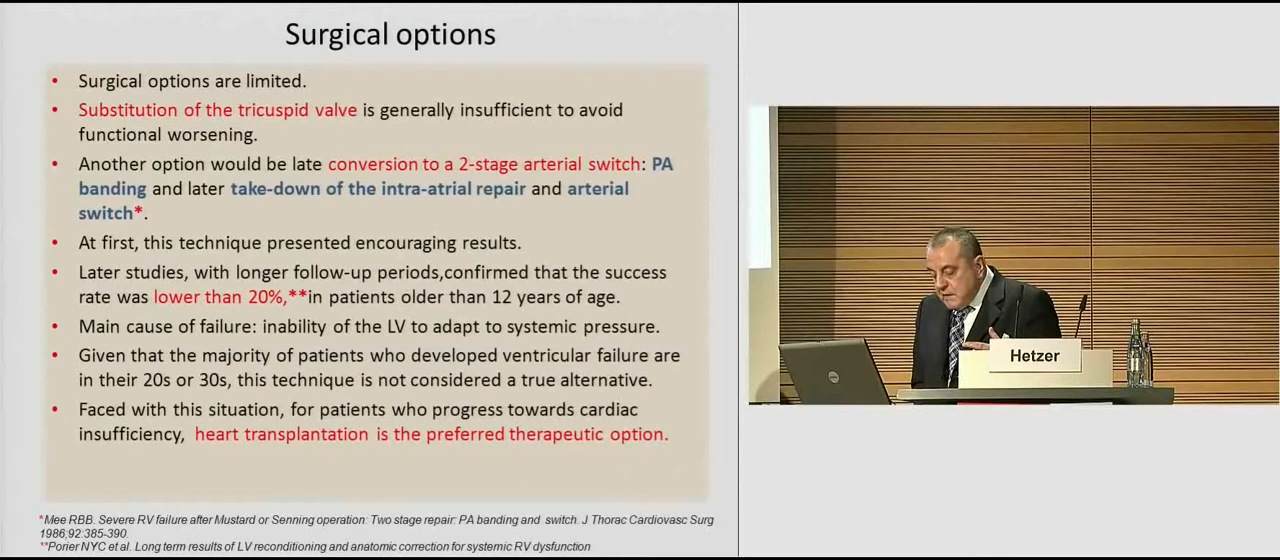 Surgical options
• Surgical options are limited.
• Substitution of the tricuspid valve is generally insufficient to avoid
functional worsening.
• Another option would be late conversion to a 2-stage arterial switch: PA
banding and later take-down of the intra-atrial repair and arterial
switch*.
• At first, this technique presented encouraging results.
• Later studies, with longer follow-up periods,confirmed that the success
rate was lower than 20%,**in patients older than 12 years of age.
• Main cause of failure: inability of the LV to adapt to systemic pressure.
• Given that the majority of patients who developed ventricular failure are
in their 20s or 30s, this technique is not considered a true alternative.
• Faced with this situation, for patients who progress towards cardiac
insufficiency, heart transplantation is the preferred therapeutic option.
*Mee RBB. Severe RV failure after Mustard or Senning operation: Two stage repair: PA banding and switch. J Thorac Cardiovasc Surg
1986;92:385-390.
**Porier NYC et al. Long term results of LV reconditioning and anatomic correction for systemic RV dysfunction
Hetzer